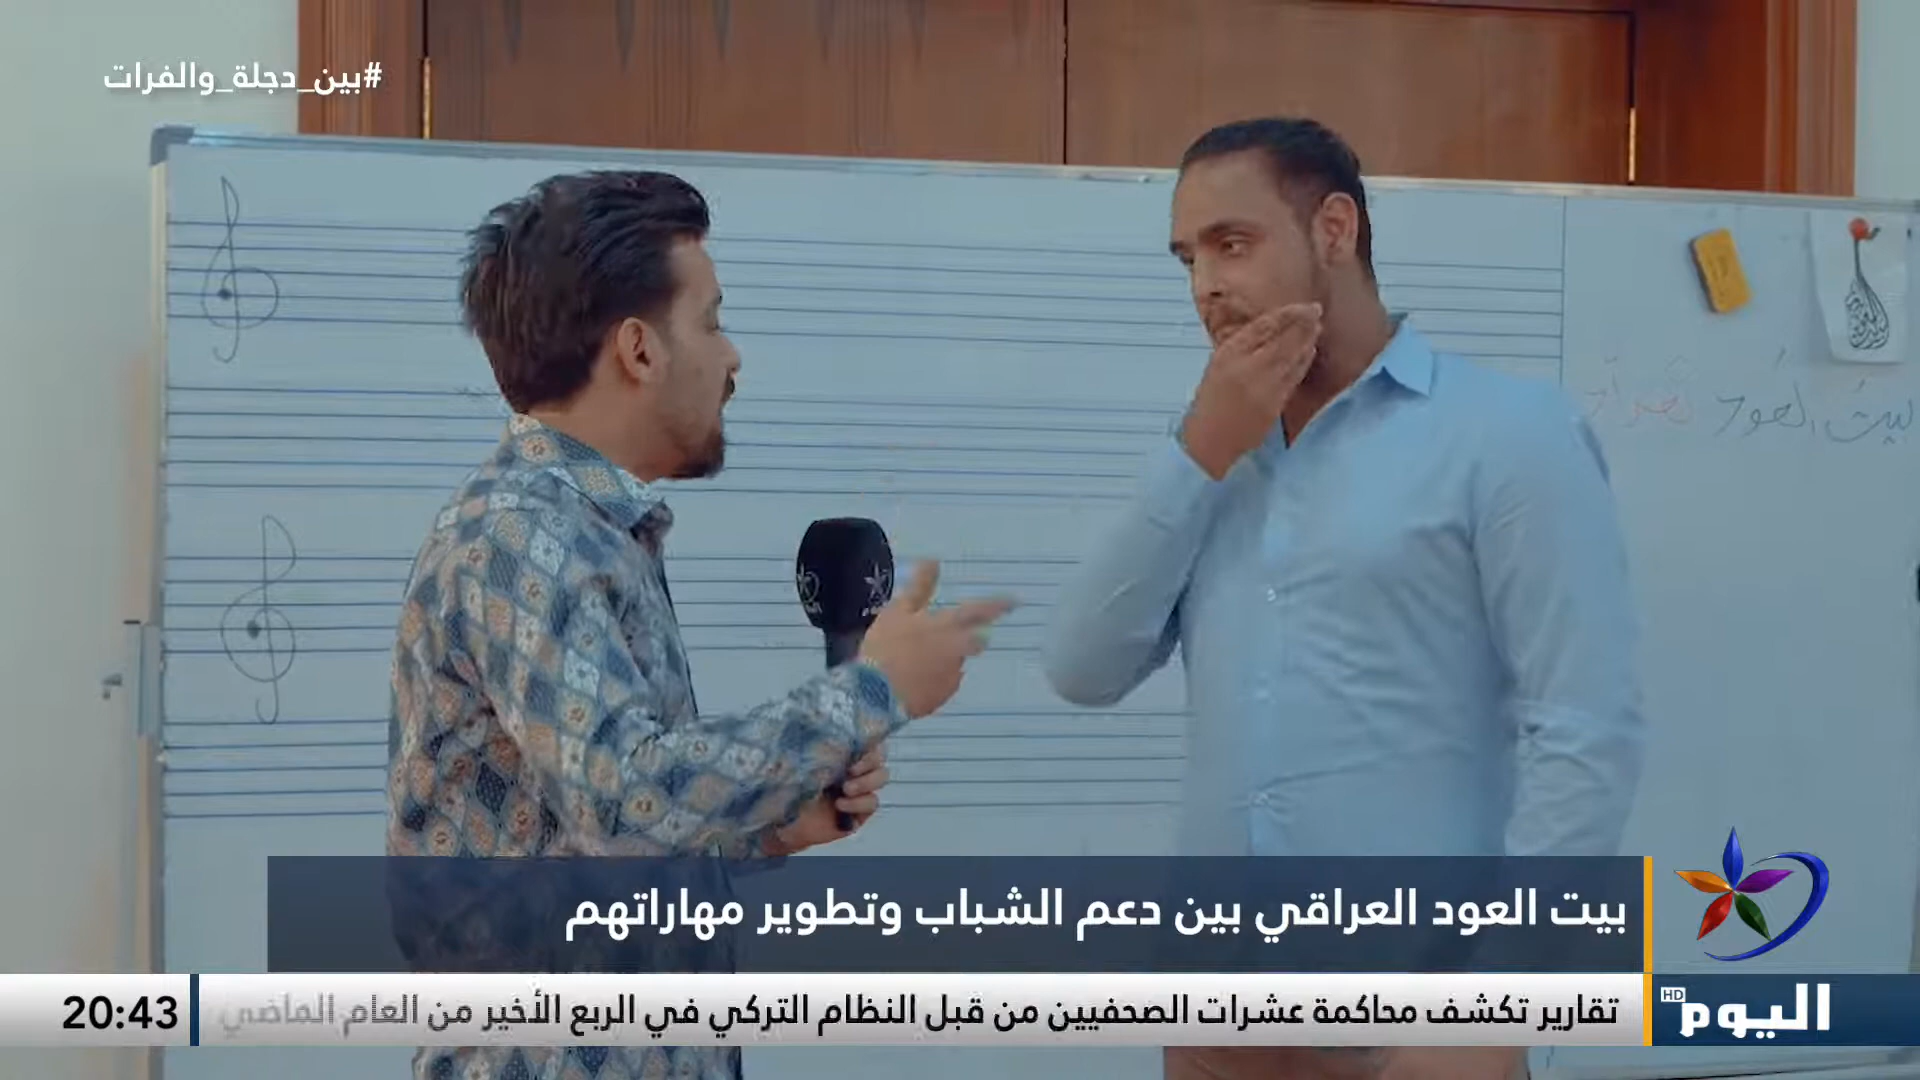 #بين_دجلة_والفرات
بيت العود
بيت العود العراقي بين دعم الشباب وتطوير مهاراتهم
تقارير تكشف محاكمة عشرات الصحفيين من قبل النظام التركي في الربع الأخير من العام الماضي
20:43
اليوم
HD